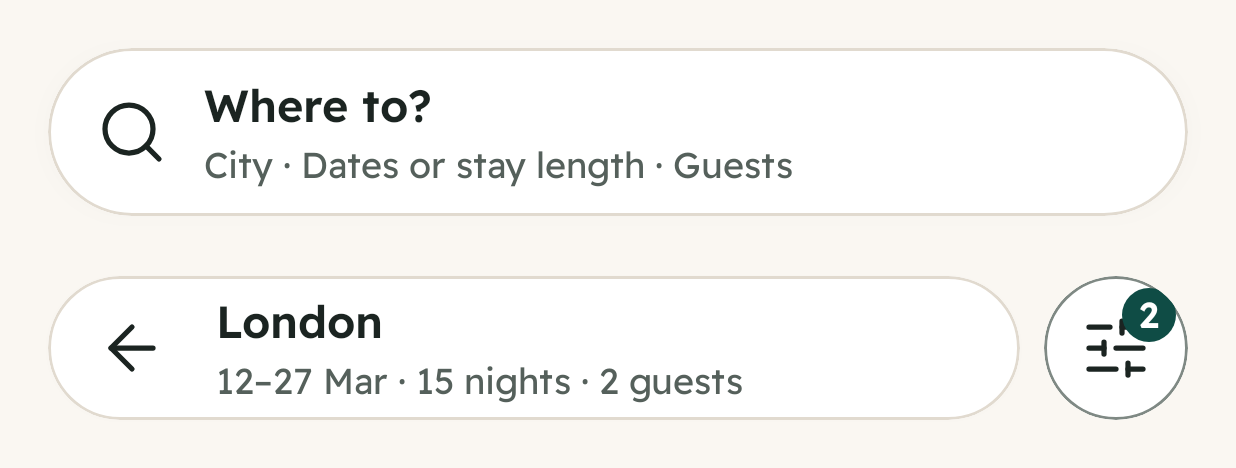 Where to?
City · Dates or stay length · Guests
London
12–27 Mar · 15 nights · 2 guests
2